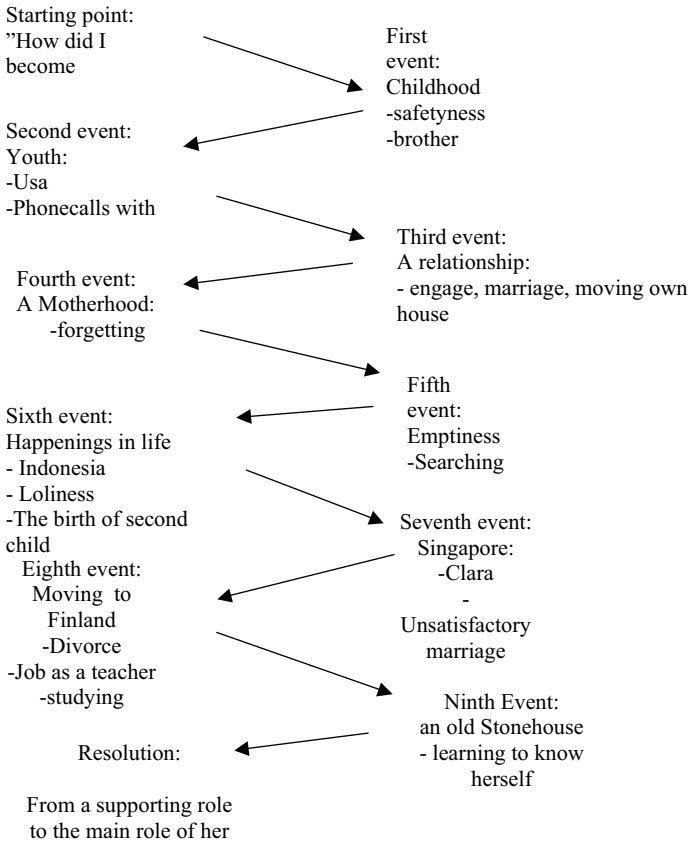 Starting point:
”How did I
become
First
event:
Childhood
-safetyness
-brother
Second event:
Youth:
-Usa
-Phonecalls with
Third event:
A relationship:
- engage, marriage, moving own
house
Fourth event:
A Motherhood:
-forgetting
Fifth
event:
Emptiness
-Searching
Sixth event:
Happenings in life
- Indonesia
- Loliness
-The birth of second
child
Seventh event:
Singapore:
-Clara
-
Unsatisfactory
marriage
Eighth event:
Moving to
Finland
-Divorce
-Job as a teacher
-studying
Ninth Event:
an old Stonehouse
- learning to know
herself
Resolution:
From a supporting role
to the main role of her